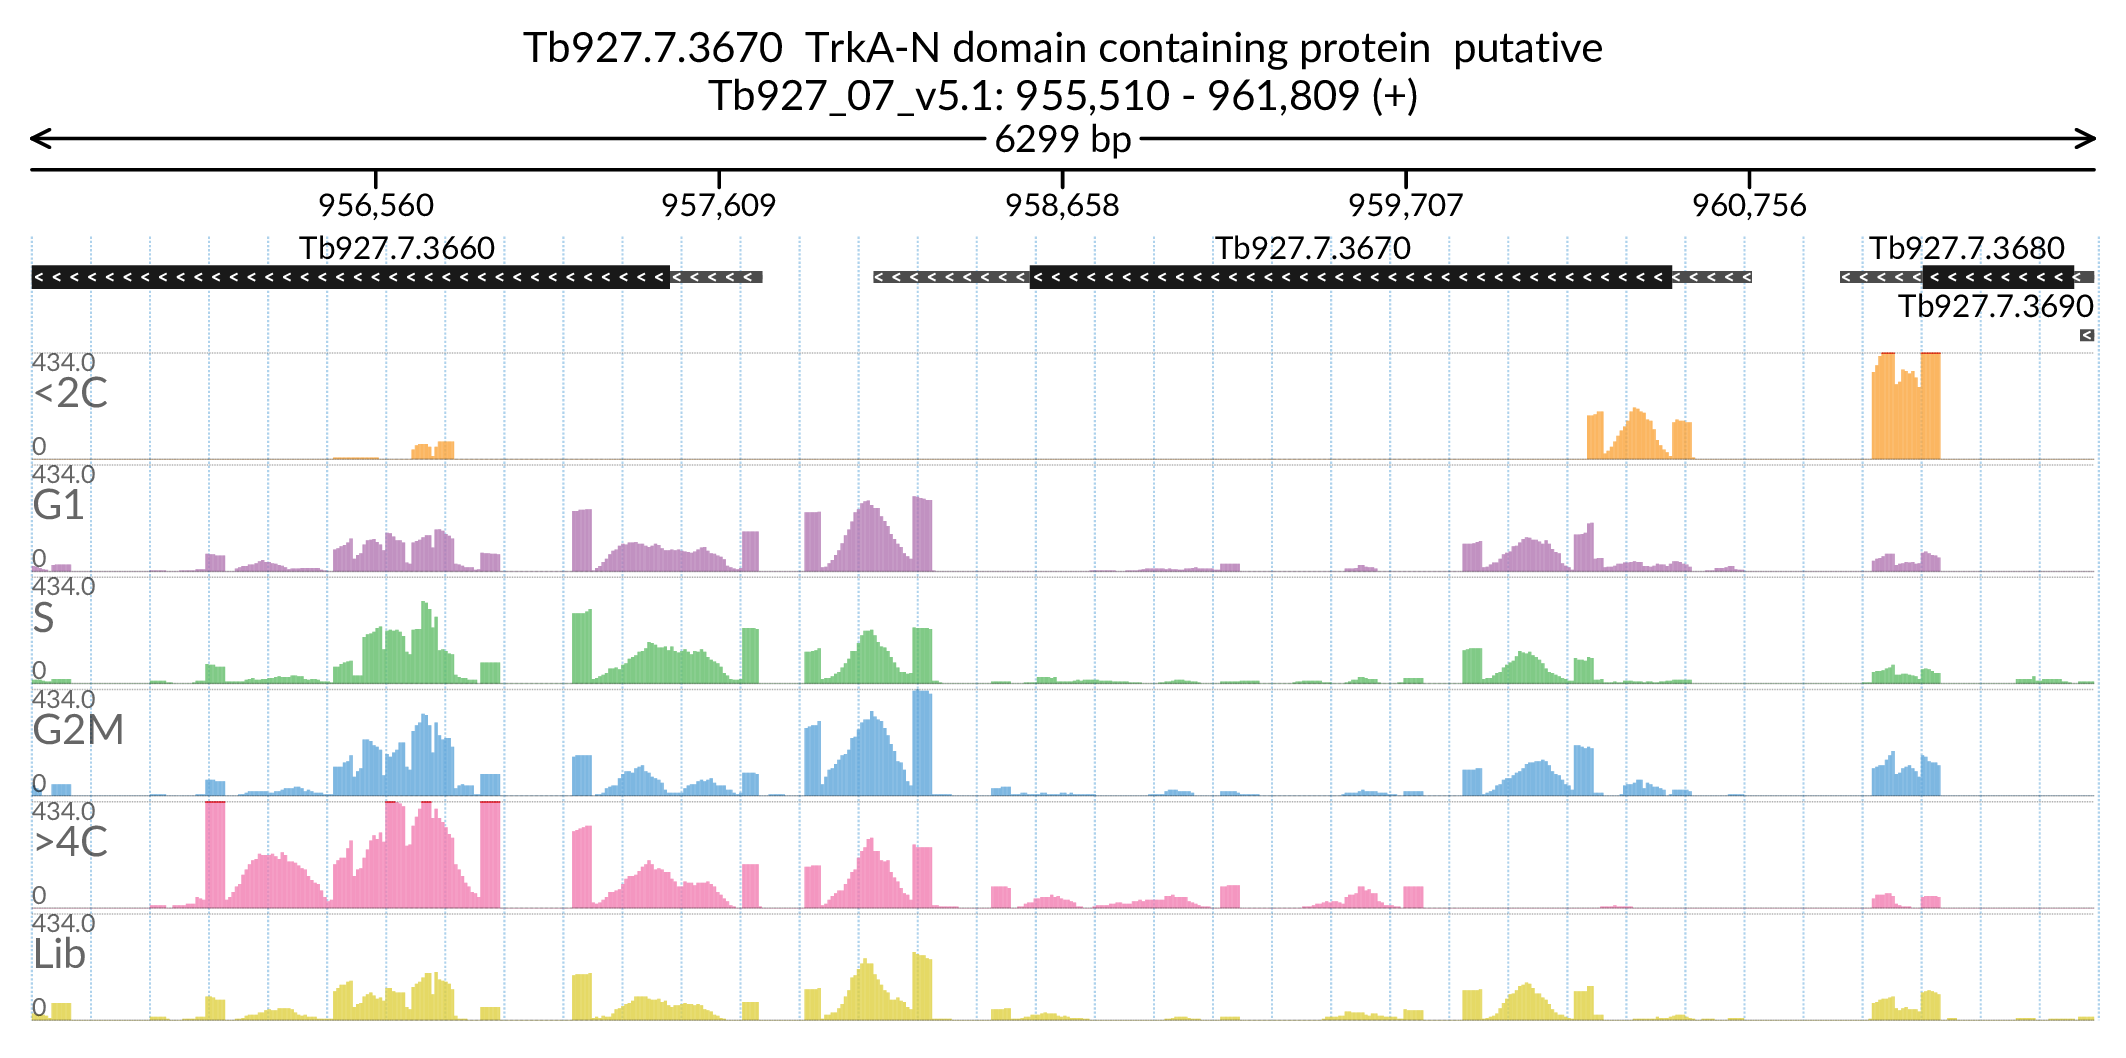 Tb927.7.3670  TrkA-N domain containing protein  putative
Tb927_07_v5.1: 955,510 - 961,809 (+)
6299 bp
956,560 957,609 958,658 959,707 960,756
Tb927.7.3660 Tb927.7.3670 Tb927.7.3680
Tb927.7.3690
434.0
<2C
0
434.0
G1
0
434.0
S
0
434.0
G2M
0
434.0
>4C
0
434.0
Lib
0